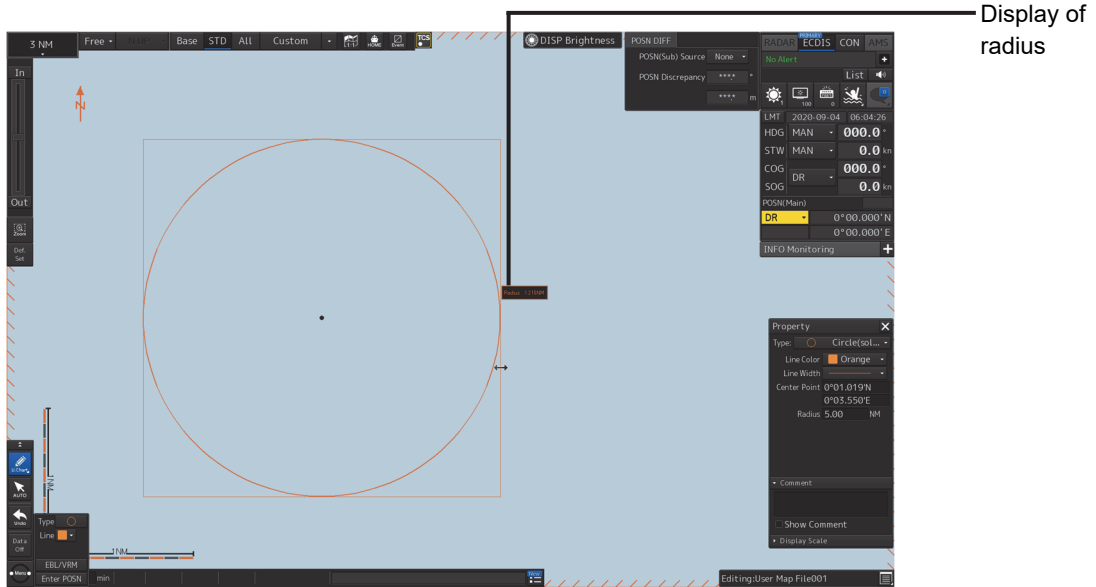 Display of
radius
3 NM
Free
Base STD All Custom
1:1
HOME
Event
TCS
DISP Brightness
POSN DIFF
POSN(Sub) Source None
POSN Discrepancy ****.* °
****.* m
PRIMARY
RADAR ECDIS CON AMS
No Alert
List
100
0
LMT 2020-09-04 06:04:26
HDG MAN 000.0 °
STW MAN 0.0 kn
COG 000.0 °
DR
SOG 0.0 kn
POSN(Main)
DR 0°00.000'N
0°00.000'E
INFO Monitoring
In
Out
Zoom
Def.
Set
N
Property
Type: Circle(sol...
Line Color Orange
Line Width
Center Point 0°01.019'N
0°03.550'E
Radius 5.00 NM
Comment
Show Comment
Display Scale
1NM
U.Chart
AUTO
Undo
Data
Off
Menu
Type
Line
EBL/VRM
Enter POSN
1NM
min
New
Editing:User Map File001